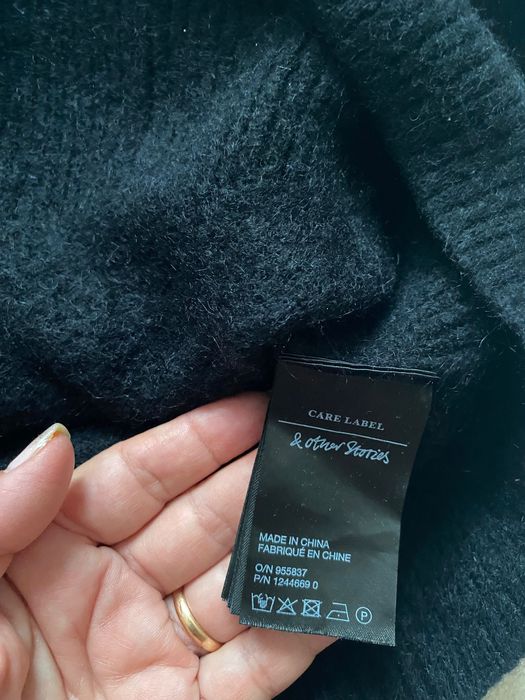 CARE LABEL
& other Stories
MADE IN CHINA
FABRIQUÉ EN CHINE
O/N 955837
P/N 1244669 0
P